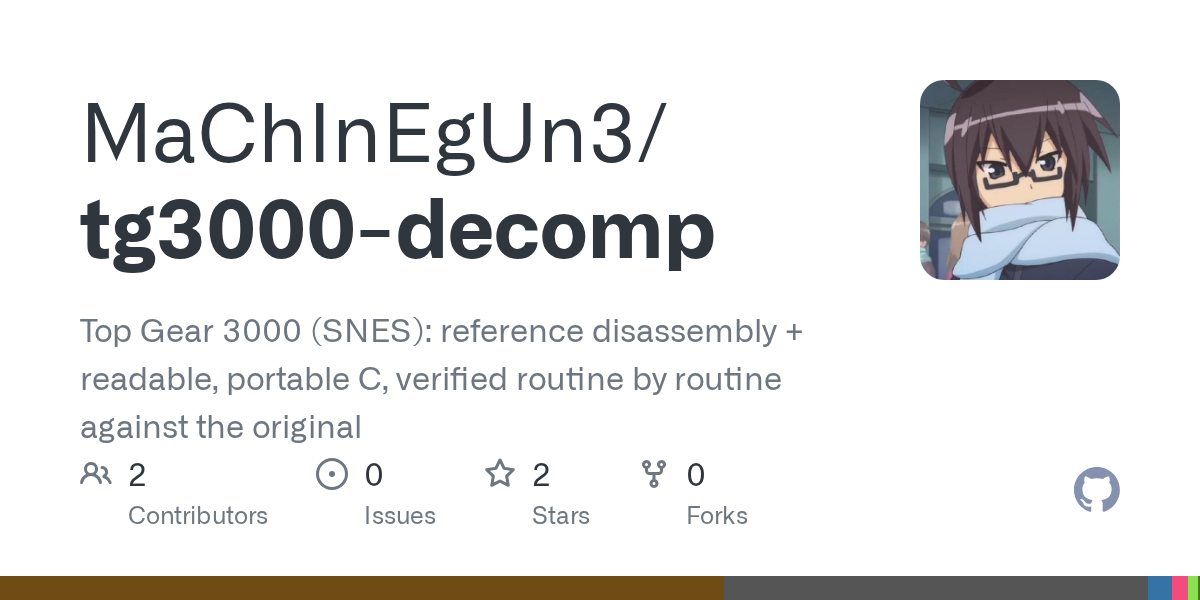 MaChInEgUn3/
tg3000-decomp
Top Gear 3000 (SNES): reference disassembly +
readable, portable C, verified routine by routine
against the original
2 0 2 0
Contributors Issues Stars Forks